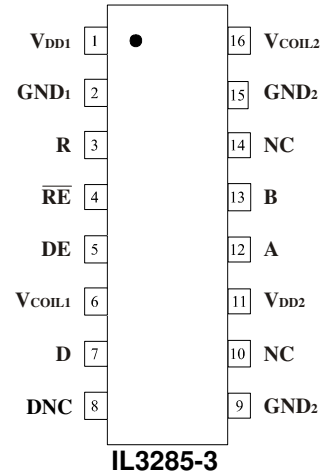 VDD1 1 16 VCOIL2
GND1 2 15 GND2
R 3 14 NC
R̅E̅ 4 13 B
DE 5 12 A
VCOIL1 6 11 VDD2
D 7 10 NC
DNC 8 9 GND2
IL3285-3